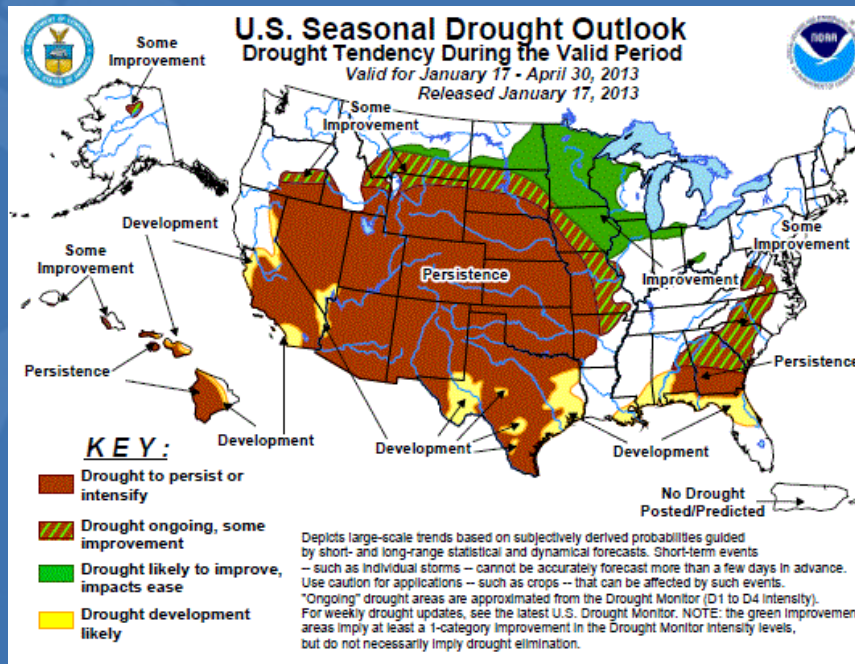 U.S. Seasonal Drought Outlook
Drought Tendency During the Valid Period
Valid for January 17 - April 30, 2013
Released January 17, 2013
NOAA
Some
Improvement
Some
Improvement
Development
Some
Improvement
Some
Improvement
Persistence
Improvement
Persistence
Persistence
Development
Development
Development
No Drought
Posted/Predicted
KEY:
Drought to persist or
intensify
Drought ongoing, some
improvement
Drought likely to improve,
impacts ease
Drought development
likely
Depicts large-scale trends based on subjectively derived probabilities guided
by short- and long-range statistical and dynamical forecasts. Short-term events
-- such as individual storms -- cannot be accurately forecast more than a few days in advance.
Use caution for applications -- such as crops -- that can be affected by such events.
"Ongoing" drought areas are approximated from the Drought Monitor (D1 to D4 intensity).
For weekly drought updates, see the latest U.S. Drought Monitor. NOTE: the green improvemen
areas imply at least a 1-category improvement in the Drought Monitor intensity levels,
but do not necessarily imply drought elimination.